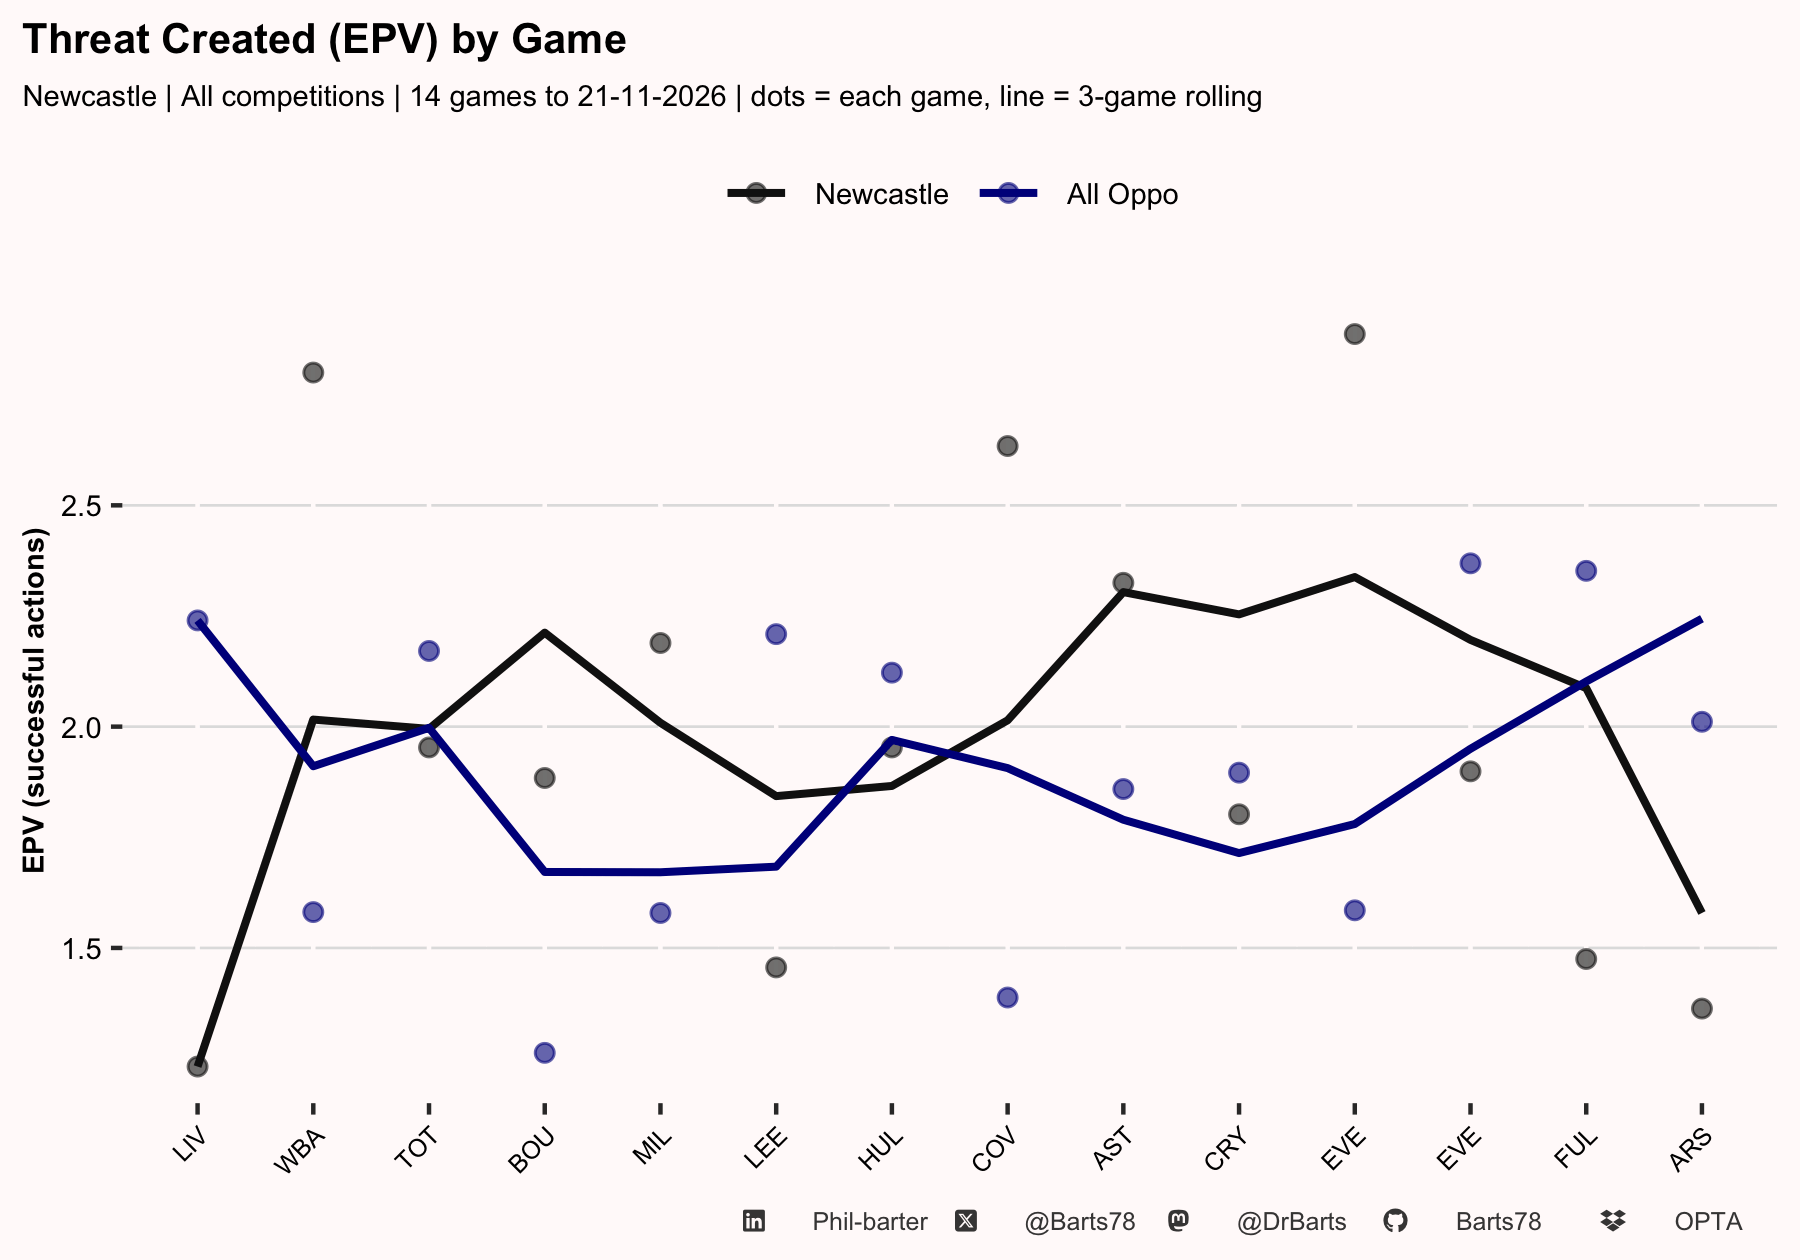 Threat Created (EPV) by Game
Newcastle | All competitions | 14 games to 21-11-2026 | dots = each game, line = 3-game rolling
Newcastle All Oppo
EPV (successful actions)
2.5
2.0
1.5
LIV WBA TOT BOU MIL LEE HUL COV AST CRY EVE EVE FUL ARS
Phil-barter @Barts78 @DrBarts Barts78 OPTA